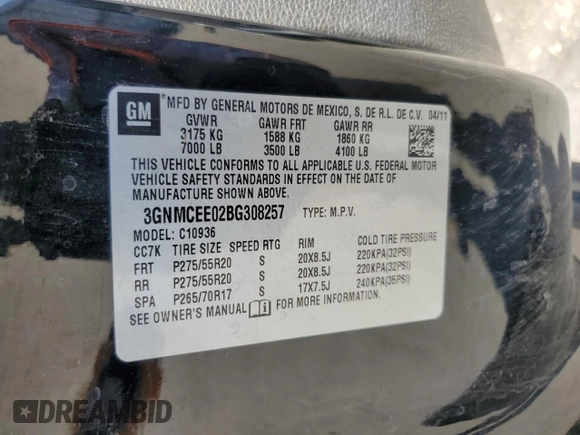 GM
MFD BY GENERAL MOTORS DE MEXICO, S. DE R.L. DE C.V. 04/11
GVWR GAWR FRT GAWR RR
3175 KG 1588 KG 1860 KG
7000 LB 3500 LB 4100 LB
THIS VEHICLE CONFORMS TO ALL APPLICABLE U.S. FEDERAL MOTOR
VEHICLE SAFETY STANDARDS IN EFFECT ON THE DATE OF
MANUFACTURE SHOWN ABOVE.
3GNMCEE02BG308257 TYPE: M.P.V.
MODEL: C10936
CC7K TIRE SIZE SPEED RTG RIM COLD TIRE PRESSURE
FRT P275/55R20 S 20X8.5J 220KPA(32PSI)
RR P275/55R20 S 20X8.5J 220KPA(32PSI)
SPA P265/70R17 S 17X7.5J 240KPA(35PSI)
SEE OWNER'S MANUAL FOR MORE INFORMATION.
DREAMBID